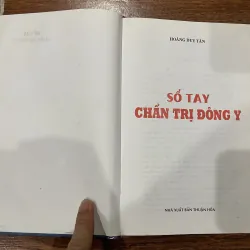 HOÀNG DUY TÂN
SỔ TAY
CHẨN TRỊ ĐÔNG Y
NHÀ XUẤT BẢN THUẬN HÓA